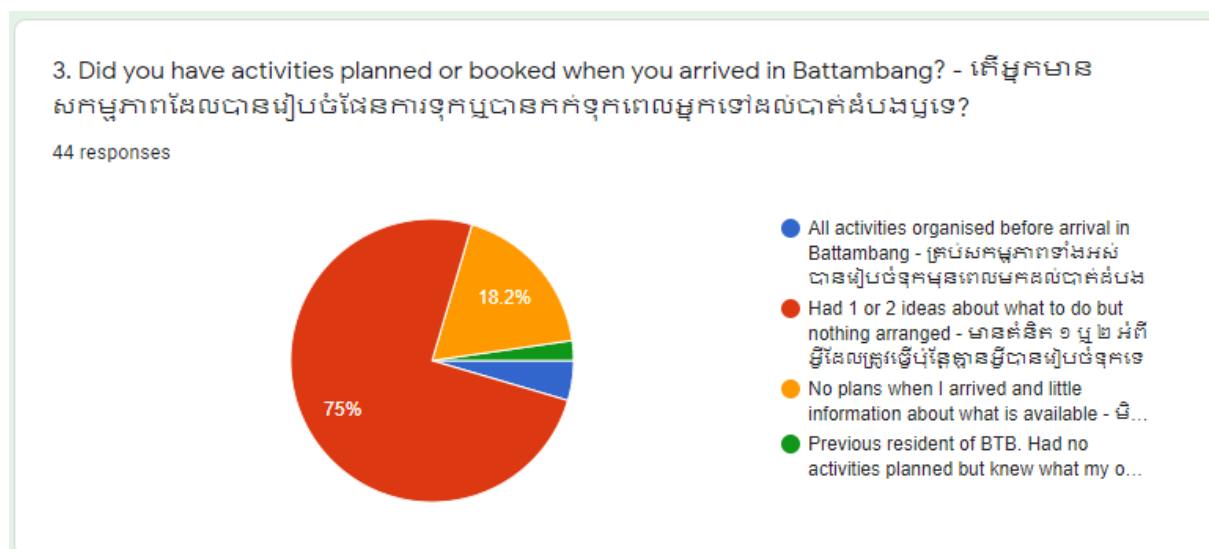 3. Did you have activities planned or booked when you arrived in Battambang? - តើអ្នកមាន
សកម្មភាពដែលបានរៀបចំផែនការទុកឬបានកក់ទុកពេលអ្នកទៅដល់បាត់ដំបងឬទេ?
44 responses
18.2%
75%
All activities organised before arrival in
Battambang - គ្រប់សកម្មភាពទាំងអស់
បានរៀបចំទុកមុនពេលមកដល់បាត់ដំបង
Had 1 or 2 ideas about what to do but
nothing arranged - មានគំនិត ១ ឬ ២ អំពី
អ្វីដែលត្រូវធ្វើប៉ុន្តែគ្មានអ្វីបានរៀបចំទុកទេ
No plans when I arrived and little
information about what is available - មិ...
Previous resident of BTB. Had no
activities planned but knew what my o...